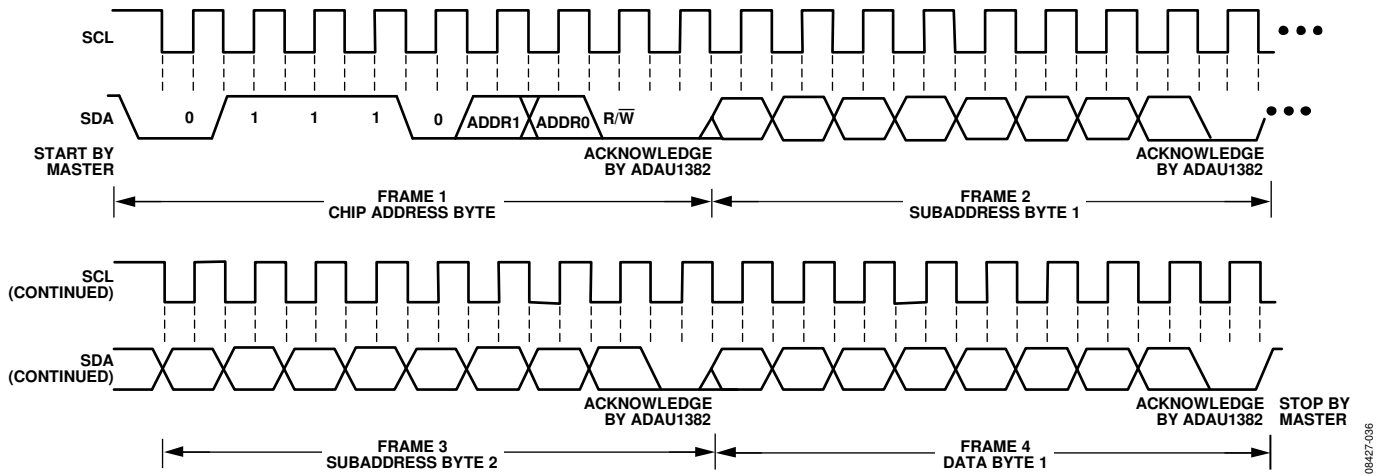 SCL
SDA
0 1 1 1 0 ADDR1 ADDR0 R/W̅
START BY
MASTER
ACKNOWLEDGE
BY ADAU1382
ACKNOWLEDGE
BY ADAU1382
FRAME 1
CHIP ADDRESS BYTE
FRAME 2
SUBADDRESS BYTE 1
SCL
(CONTINUED)
SDA
(CONTINUED)
ACKNOWLEDGE
BY ADAU1382
ACKNOWLEDGE
BY ADAU1382
STOP BY
MASTER
FRAME 3
SUBADDRESS BYTE 2
FRAME 4
DATA BYTE 1
08427-036